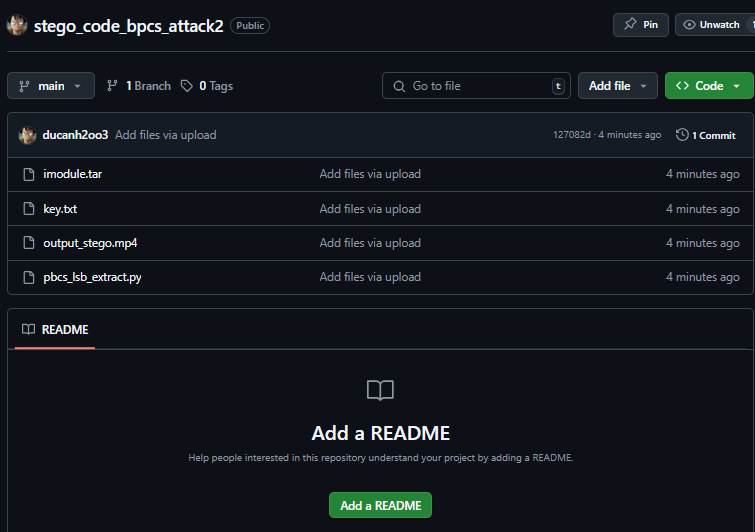 stego_code_bpcs_attack2 Public Pin Unwatch 1
main 1 Branch 0 Tags Go to file t Add file Code
ducanh2oo3 Add files via upload 127082d · 4 minutes ago 1 Commit
imodule.tar Add files via upload 4 minutes ago
key.txt Add files via upload 4 minutes ago
output_stego.mp4 Add files via upload 4 minutes ago
pbcs_lsb_extract.py Add files via upload 4 minutes ago
README
Add a README
Help people interested in this repository understand your project by adding a README.
Add a README